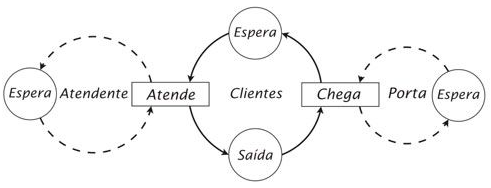 Espera
Espera Atendente Atende Clientes Chega Porta Espera
Saída